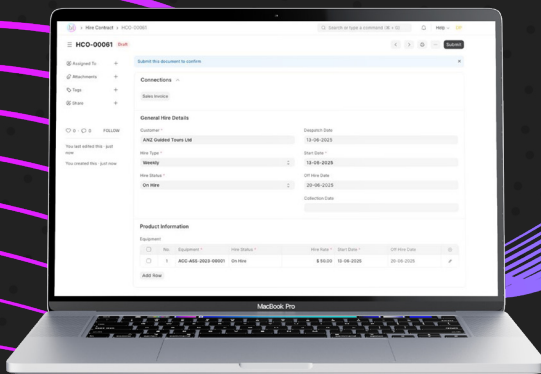 Hire Contract > HCO-00061
Search or type a command (⌘ + G)
Help
HCO-00061 Draft
Submit
Assigned To +
Attachments +
Tags +
Share +
0 · 0 FOLLOW
You last edited this · just now
You created this · just now
Submit this document to confirm
Connections
Sales Invoice
General Hire Details
Customer *
ANZ Guided Tours Ltd
Despatch Date
13-06-2025
Hire Type *
Weekly
Start Date *
13-06-2025
Hire Status *
On Hire
Off Hire Date
20-06-2025
Collection Date
Product Information
Equipment
No. Equipment * Hire Status * Hire Rate * Start Date * Off Hire Date
1 ACC-ASS-2025-00001 On Hire $ 50.00 13-06-2025 20-06-2025
Add Row
MacBook Pro